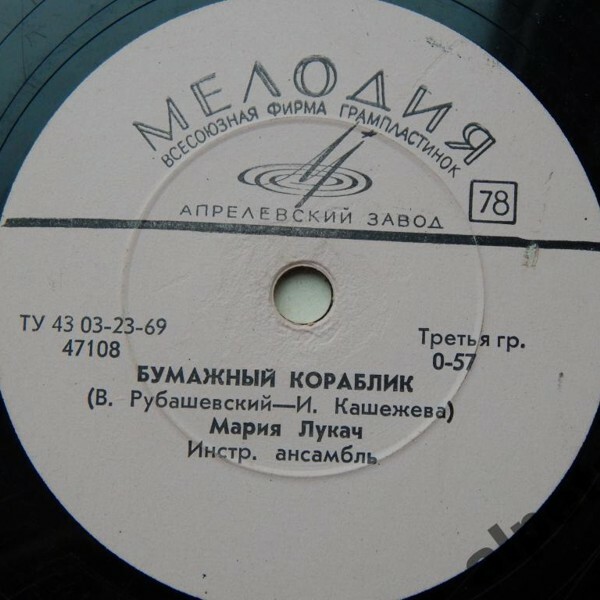 МЕЛОДИЯ
ВСЕСОЮЗНАЯ ФИРМА ГРАМПЛАСТИНОК
АПРЕЛЕВСКИЙ ЗАВОД
78
ТУ 43 03-23-69
47108
Третья гр.
0-57
БУМАЖНЫЙ КОРАБЛИК
(В. Рубашевский—И. Кашежева)
Мария Лукач
Инстр. ансамбль